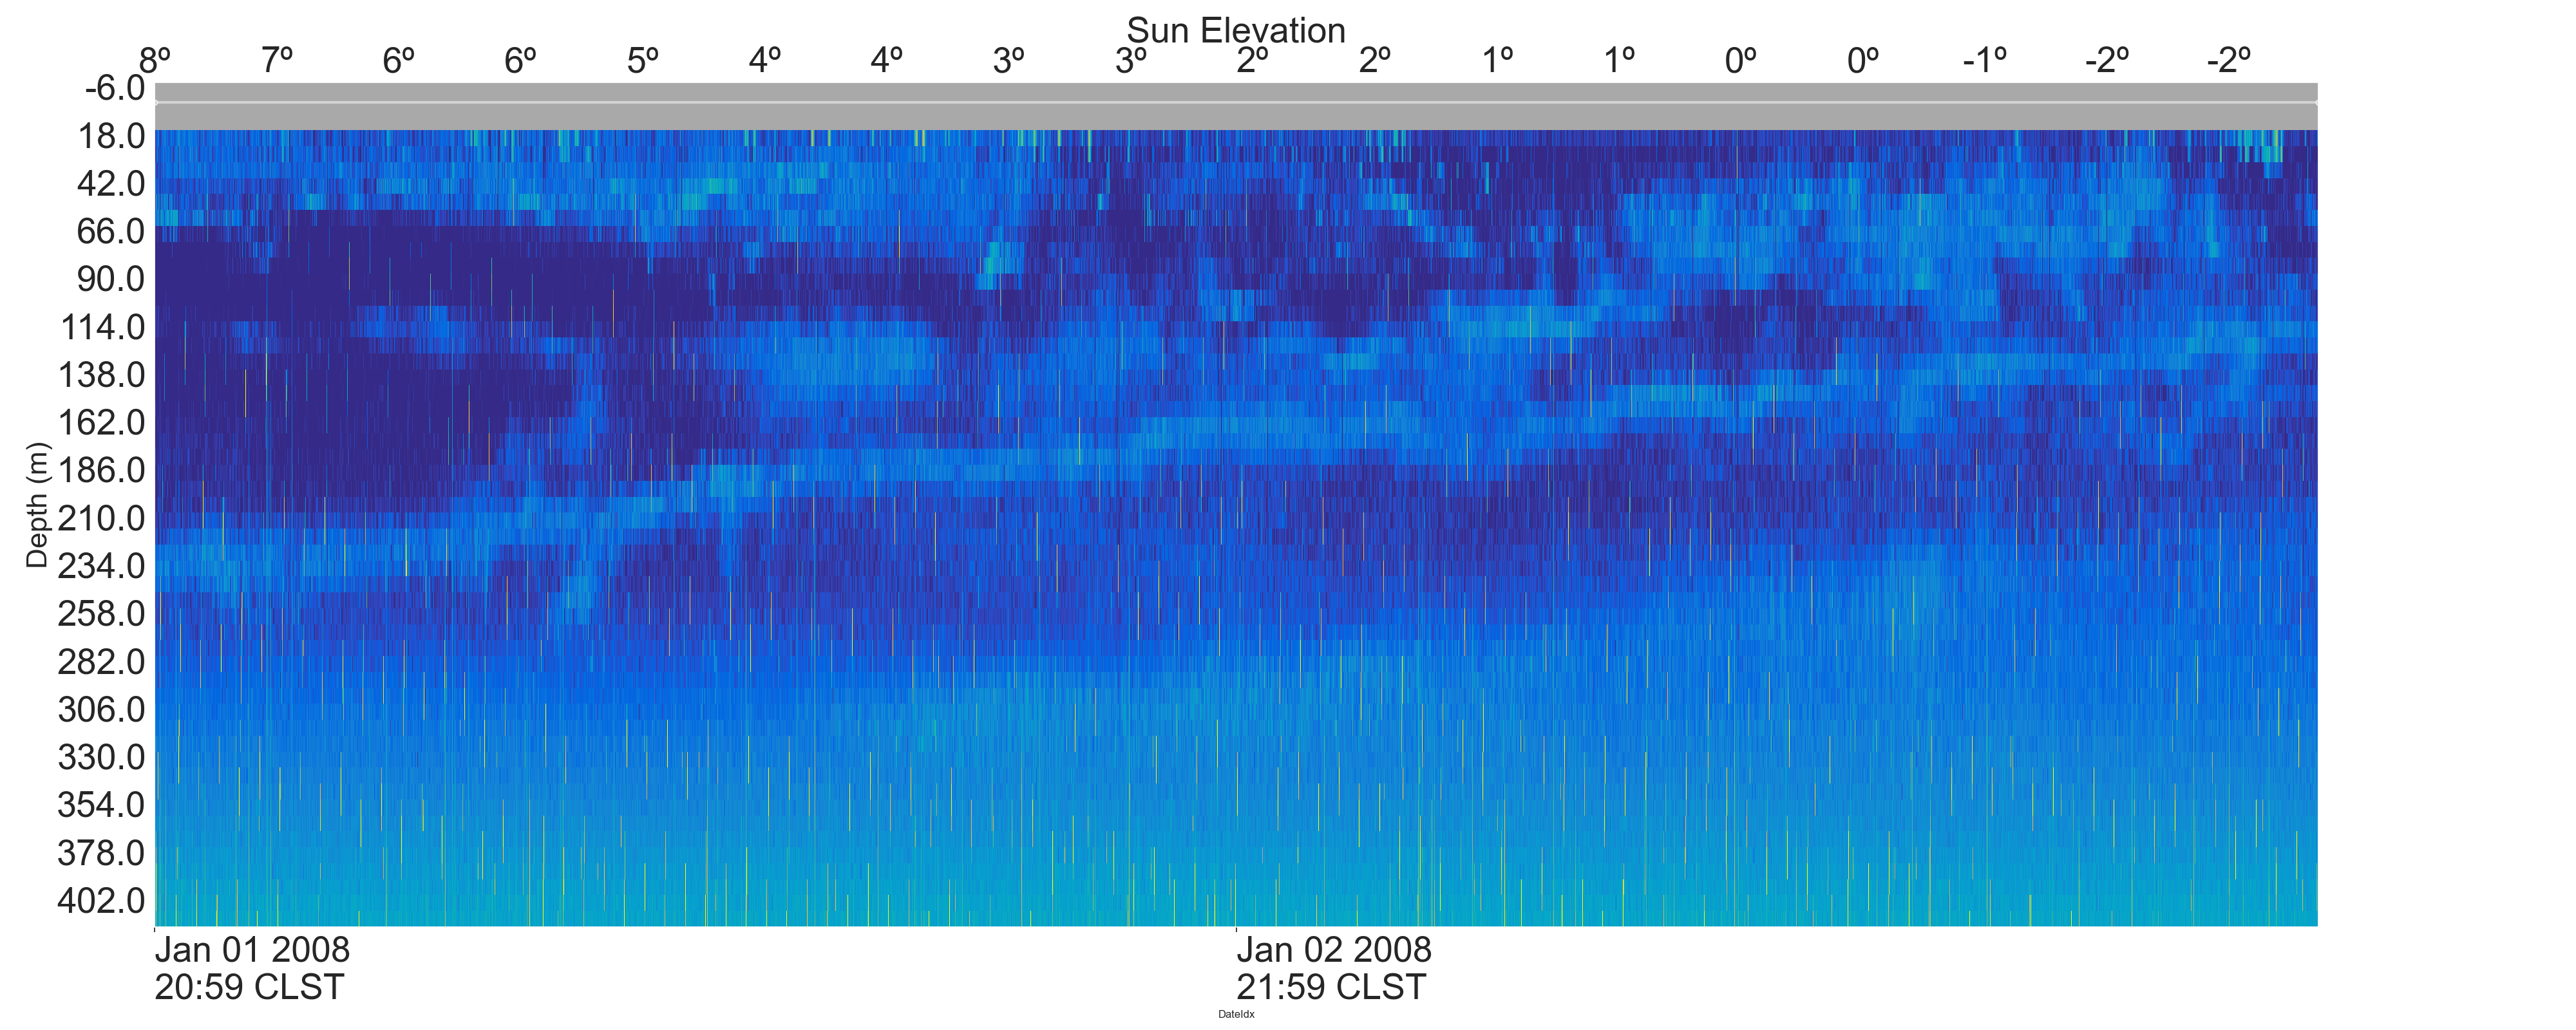 Sun Elevation
8º 7º 6º 6º 5º 4º 4º 3º 3º 2º 2º 1º 1º 0º 0º -1º -2º -2º
-6.0
18.0
42.0
66.0
90.0
114.0
138.0
162.0
186.0
210.0
234.0
258.0
282.0
306.0
330.0
354.0
378.0
402.0
Depth (m)
Jan 01 2008
20:59 CLST
Jan 02 2008
21:59 CLST
DateIdx